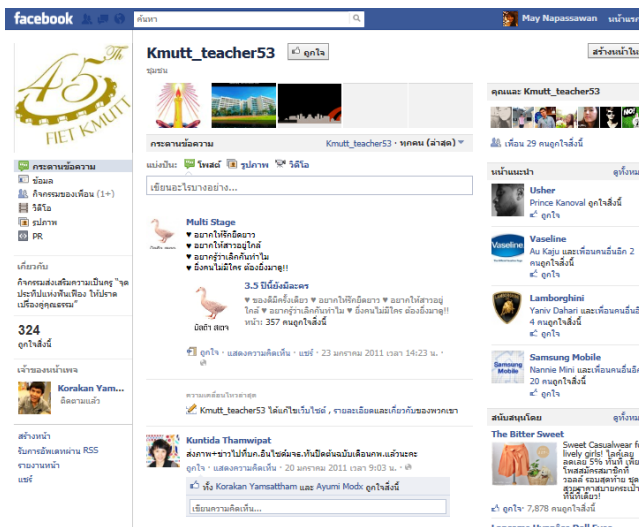 facebook
ค้นหา
May Napassawan
หน้าแรก
45
Th
FIET KMUTT
Kmutt_teacher53
ถูกใจ
ชุมชน
สร้างหน้าใน
กระดานข้อความ
Kmutt_teacher53 · ทุกคน (ล่าสุด)
แบ่งปัน: โพสต์ รูปภาพ วิดีโอ
เขียนอะไรบางอย่าง...
กระดานข้อความ
ข้อมูล
กิจกรรมของเพื่อน (1+)
วิดีโอ
รูปภาพ
PR
เกี่ยวกับ
กิจกรรมส่งเสริมความเป็นครู "จุด
ประทีปแห่งฟันเฟือง ให้ปราด
เปรื่องคู่คุณธรรม"
324
ถูกใจสิ่งนี้
เจ้าของหน้าเพจ
Korakan Yam...
ติดตามแล้ว
สร้างหน้า
รับการอัพเดทผ่าน RSS
รายงานหน้า
แชร์
Multi Stage
♥ อยากให้รักยืดยาว
♥ อยากให้สาวอยู่ใกล้
♥ อยากรู้ว่าเลิกกันทำไม
♥ ยิ่งคนไม่มีใคร ต้องยิ่งมาดู!!
3.5 ปีนี้ยังมีละคร
♥ ของดีมีครั้งเดียว ♥ อยากให้รักยืดยาว ♥ อยากให้สาวอยู่
ใกล้ ♥ อยากรู้ว่าเลิกกันทำไม ♥ ยิ่งคนไม่มีใคร ต้องยิ่งมาดู!!
หน้า: 357 คนถูกใจสิ่งนี้
มัลติา สเตจ
ถูกใจ · แสดงความคิดเห็น · แชร์ · 23 มกราคม 2011 เวลา 14:23 น. ·
ความเคลื่อนไหวล่าสุด
Kmutt_teacher53 ได้แก้ไขเว็บไซต์ , รายละเอียดและเกี่ยวกับของพวกเขา
Kuntida Thamwipat
ส่งภาพ+ข่าวไปที่มค.อินไซด์มจธ.ทันปิดต้นฉบับเดือนกพ.แล้วนะคะ
ถูกใจ · แสดงความคิดเห็น · 20 มกราคม 2011 เวลา 9:03 น. ·
ทั้ง Korakan Yamsattham และ Ayumi Modx ถูกใจสิ่งนี้
เขียนความคิดเห็น...
คุณและ Kmutt_teacher53
NO!
เพื่อน 29 คนถูกใจสิ่งนี้
หน้าแนะนำ
ดูทั้งหม
Usher
Prince Kanoval ถูกใจสิ่งนี้
ถูกใจ
Vaseline
Vaseline
Au Kaju และเพื่อนคนอื่นอีก 2
คนถูกใจสิ่งนี้
ถูกใจ
Lamborghini
Yaniv Dahari และเพื่อนคนอื่นอี
4 คนถูกใจสิ่งนี้
ถูกใจ
Samsung
Mobile
Samsung Mobile
Nannie Mini และเพื่อนคนอื่นอี
20 คนถูกใจสิ่งนี้
ถูกใจ
สนับสนุนโดย
ดูทั้งหม
The Bitter Sweet
Sweet Casualwear f
lively girls!
ลดเลย 5% ทันที
ถูกใจ · 7,878 คนถูกใจสิ่งนี้